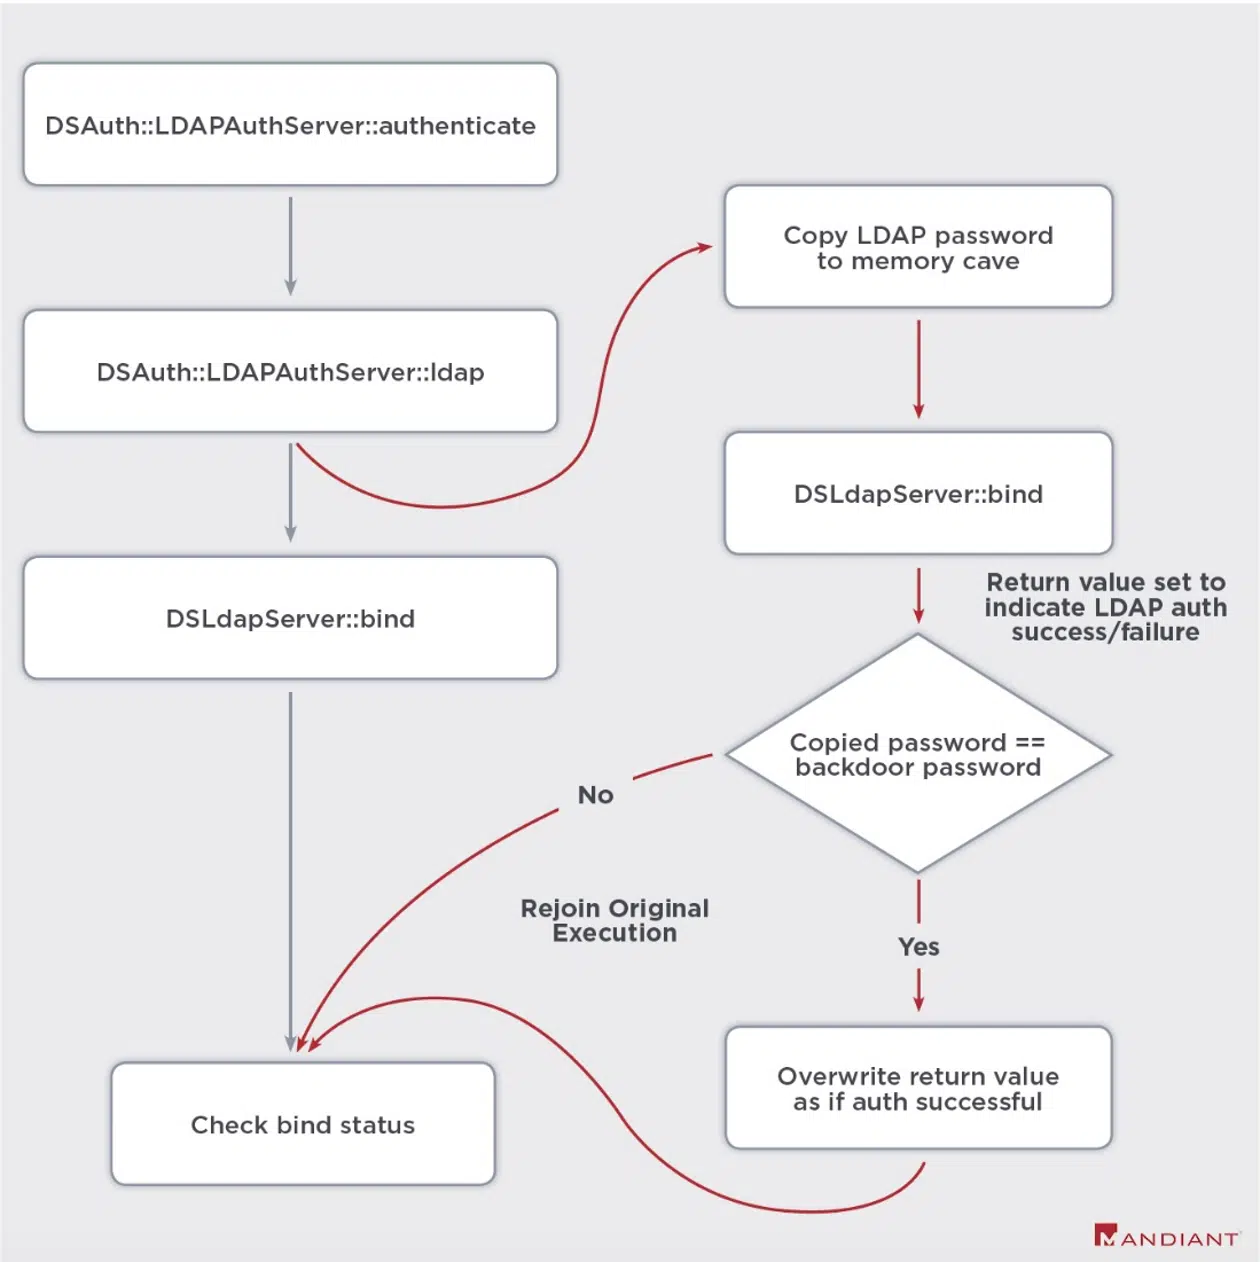 DSAuth::LDAPAuthServer::authenticate
Copy LDAP password
to memory cave
DSAuth::LDAPAuthServer::ldap
DSLdapServer::bind
Return value set to
indicate LDAP auth
success/failure
DSLdapServer::bind
Copied password ==
backdoor password
No
Rejoin Original
Execution
Yes
Overwrite return value
as if auth successful
Check bind status
MANDIANT